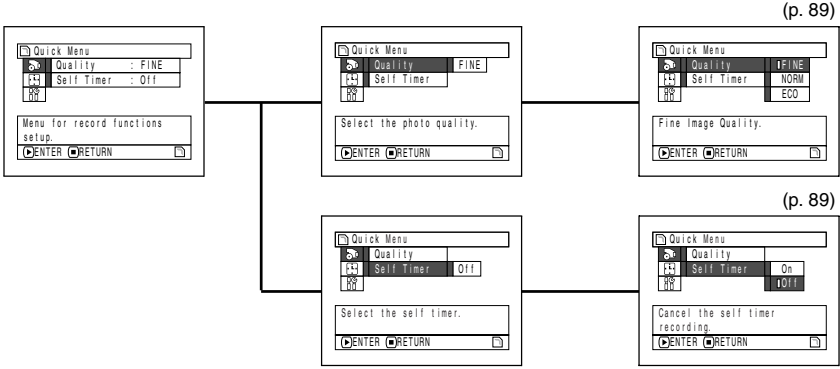 (p. 89)
Quick Menu
Quality : FINE
Self Timer : Off
Menu for record functions
setup.
ENTER RETURN
Quick Menu
Quality FINE
Self Timer
Select the photo quality.
ENTER RETURN
Quick Menu
Quality FINE
Self Timer NORM
ECO
Fine Image Quality.
ENTER RETURN
(p. 89)
Quick Menu
Quality
Self Timer Off
Select the self timer.
ENTER RETURN
Quick Menu
Quality
Self Timer On
Off
Cancel the self timer
recording.
ENTER RETURN